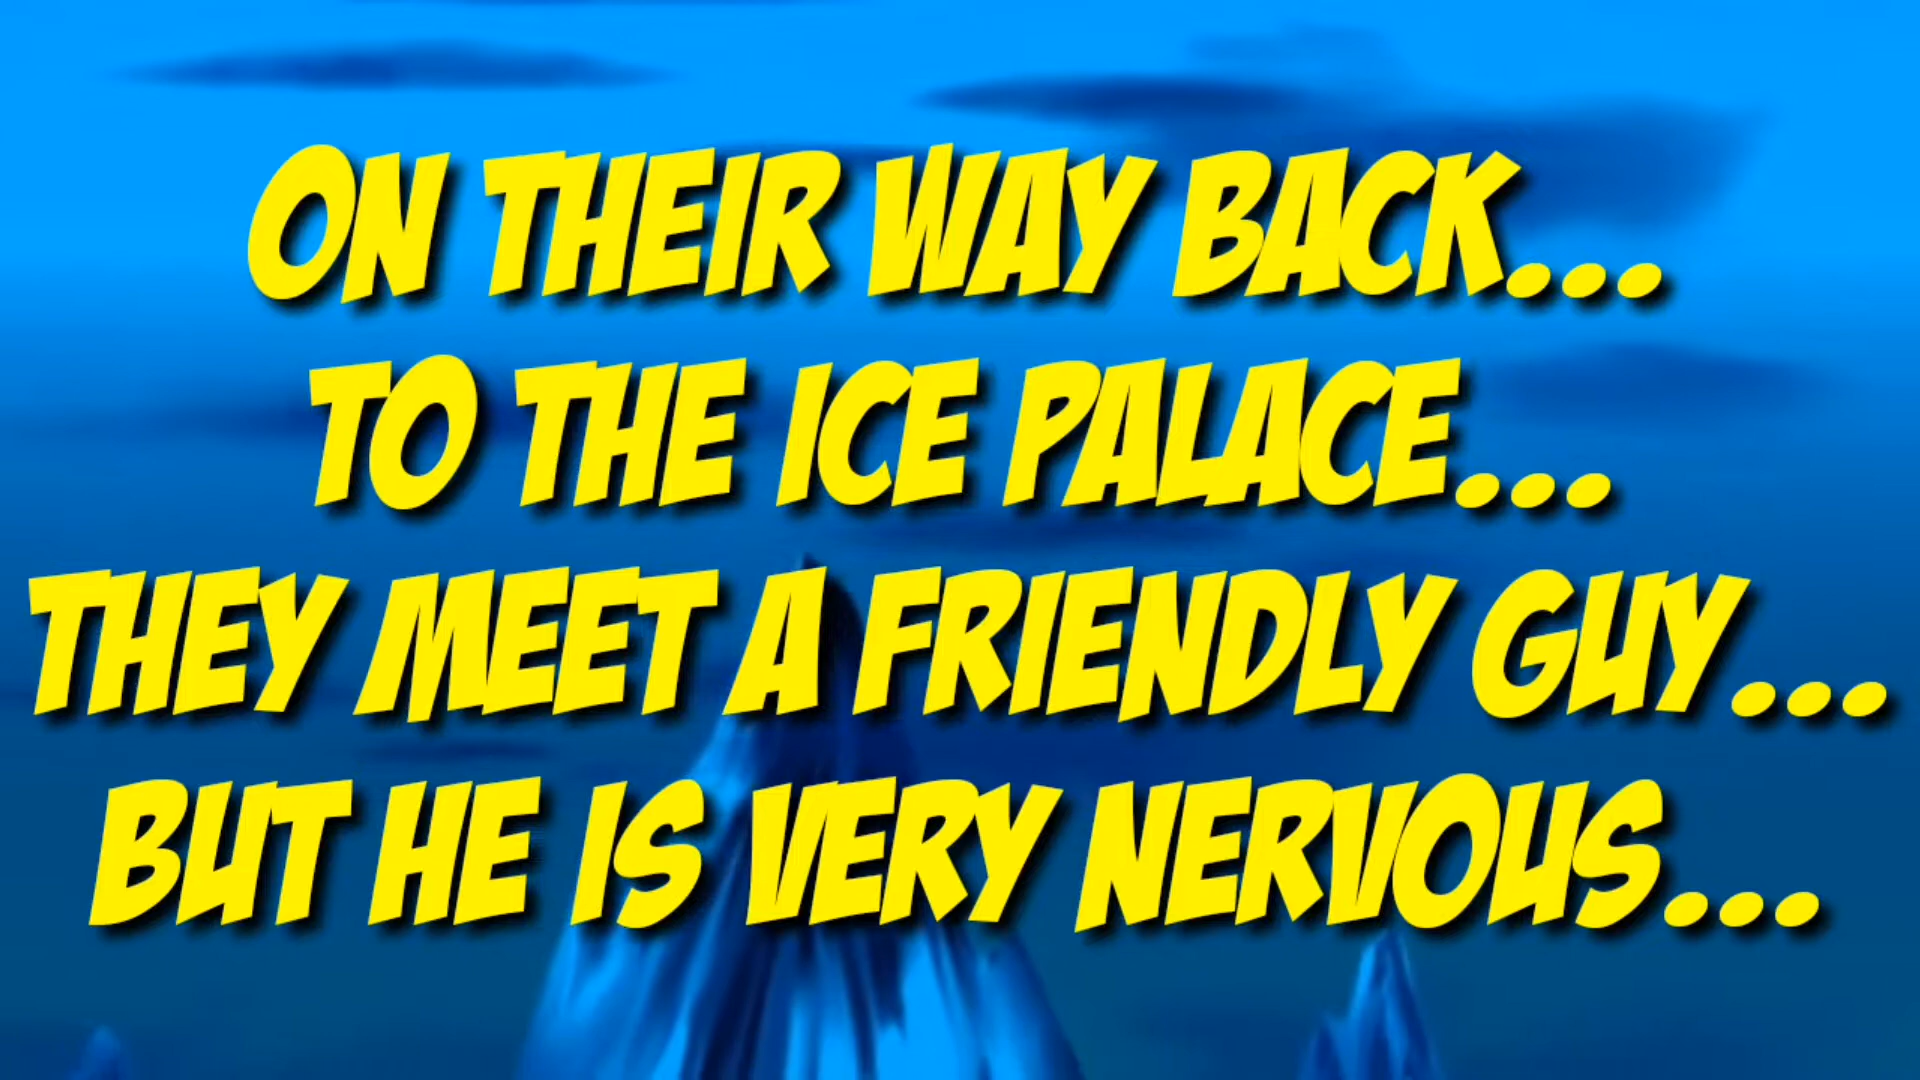 ON THEIR WAY BACK...
TO THE ICE PALACE...
THEY MEET A FRIENDLY GUY...
BUT HE IS VERY NERVOUS...